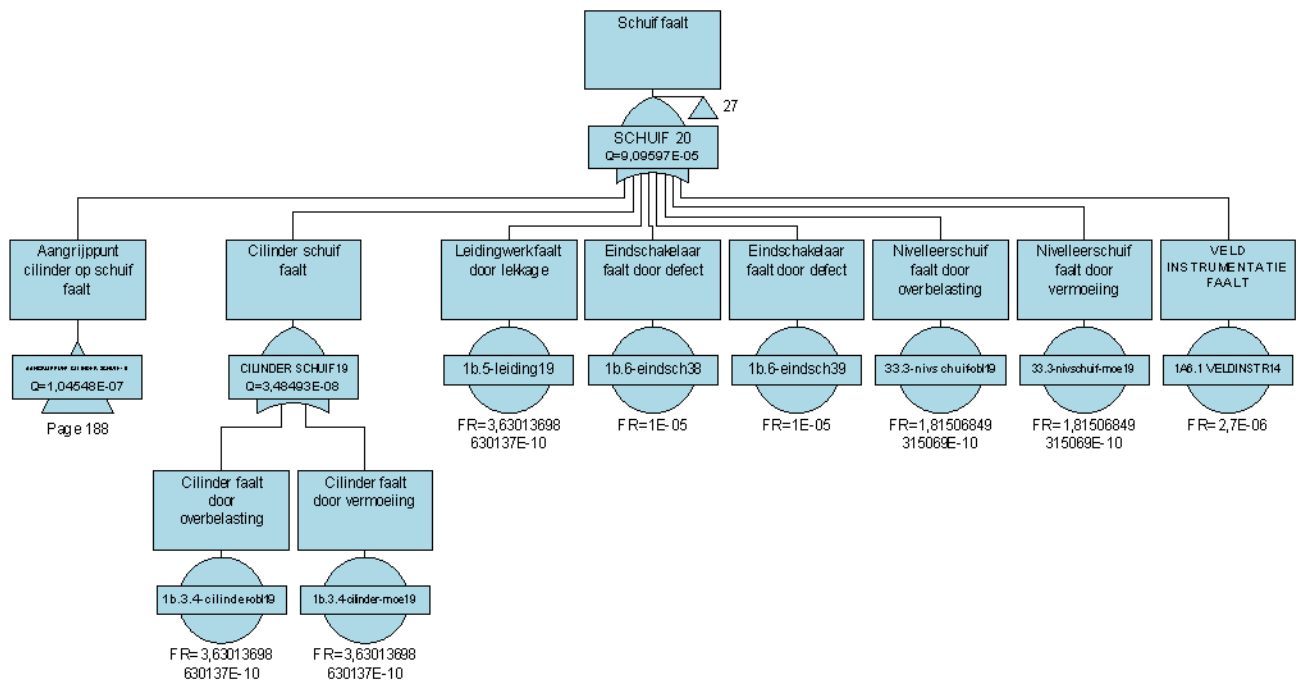 Schuif faalt
27
SCHUIF 20
Q=9,09597E-05
Aangrijppunt
cilinder op schuif
faalt
Cilinder schuif
faalt
Leidingwerkfaalt
door lekkage
Eindschakelaar
faalt door defect
Eindschakelaar
faalt door defect
Nivelleerschuif
faalt door
overbelasting
Nivelleerschuif
faalt door
vermoeiing
VELD
INSTRUMENTATIE
FAALT
Q=1,04548E-07
Page 188
CILINDER SCHUIF19
Q=3,48493E-08
1b.5-leiding19
FR=3,63013698
630137E-10
1b.6-eindsch38
FR=1E-05
1b.6-eindsch39
FR=1E-05
33.3-nivschuif-obl19
FR=1,81506849
315069E-10
33.3-nivschuif-moe19
FR=1,81506849
315069E-10
1A6.1 VELDINSTR14
FR=2,7E-06
Cilinder faalt
door
overbelasting
Cilinder faalt
door vermoeiing
1b.3.4-cilinder-obl19
FR=3,63013698
630137E-10
1b.3.4-cilinder-moe19
FR=3,63013698
630137E-10